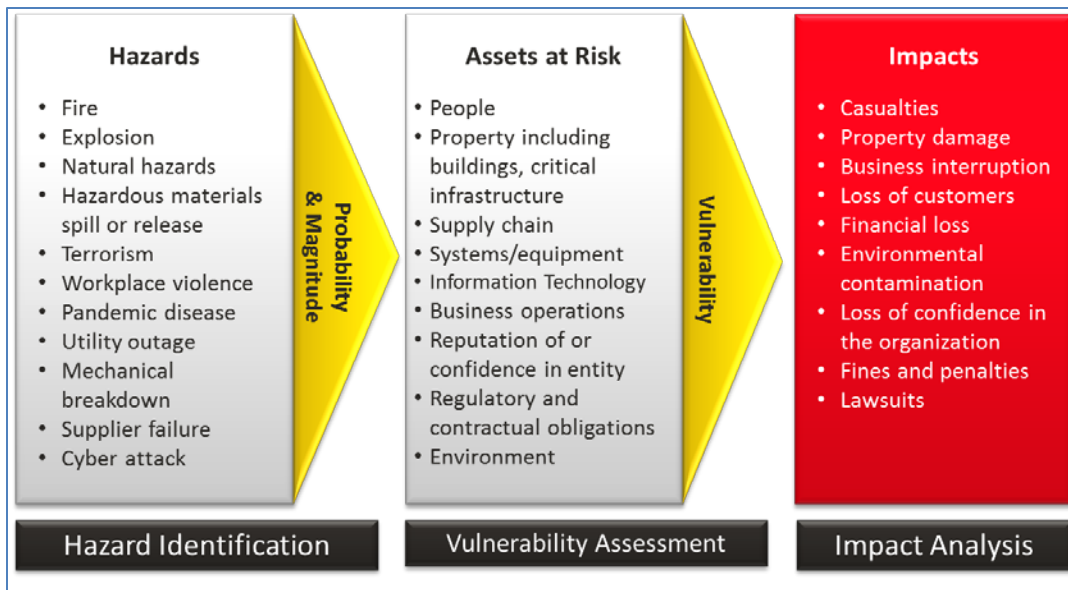 Hazards
• Fire
• Explosion
• Natural hazards
• Hazardous materials
spill or release
• Terrorism
• Workplace violence
• Pandemic disease
• Utility outage
• Mechanical
breakdown
• Supplier failure
• Cyber attack
Probability
& Magnitude
Assets at Risk
• People
• Property including
buildings, critical
infrastructure
• Supply chain
• Systems/equipment
• Information Technology
• Business operations
• Reputation of or
confidence in entity
• Regulatory and
contractual obligations
• Environment
Vulnerability
Impacts
• Casualties
• Property damage
• Business interruption
• Loss of customers
• Financial loss
• Environmental
contamination
• Loss of confidence in
the organization
• Fines and penalties
• Lawsuits
Hazard Identification
Vulnerability Assessment
Impact Analysis